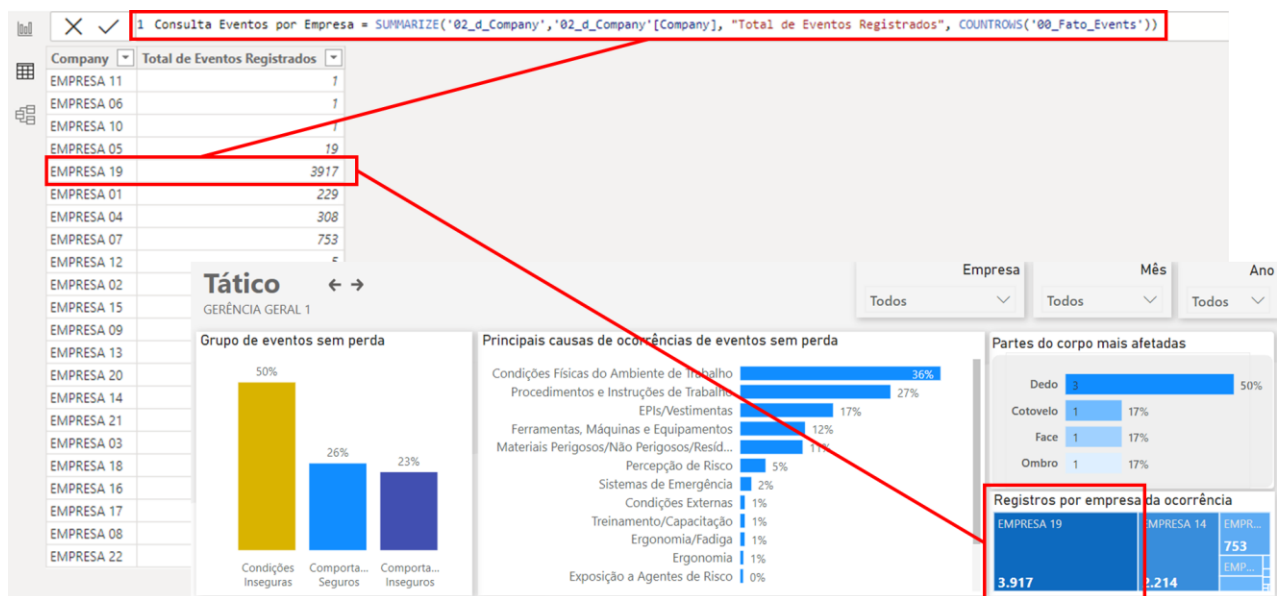 1 Consulta Eventos por Empresa = SUMMARIZE('02_d_Company','02_d_Company'[Company], "Total de Eventos Registrados", COUNTROWS('00_Fato_Events'))
Company Total de Eventos Registrados
EMPRESA 11 1
EMPRESA 06 1
EMPRESA 10 1
EMPRESA 05 19
EMPRESA 19 3917
EMPRESA 01 229
EMPRESA 04 308
EMPRESA 07 753
EMPRESA 12
EMPRESA 02
EMPRESA 15
EMPRESA 09
EMPRESA 13
EMPRESA 20
EMPRESA 14
EMPRESA 21
EMPRESA 03
EMPRESA 18
EMPRESA 16
EMPRESA 17
EMPRESA 08
EMPRESA 22
Tático
GERÊNCIA GERAL 1
Empresa
Todos
Mês
Todos
Ano
Todos
Grupo de eventos sem perda
50%
26%
23%
Condições Inseguras
Comporta... Seguros
Comporta... Inseguros
Principais causas de ocorrências de eventos sem perda
Condições Físicas do Ambiente de Trabalho 36%
Procedimentos e Instruções de Trabalho 27%
EPIs/Vestimentas 17%
Ferramentas, Máquinas e Equipamentos 12%
Materiais Perigosos/Não Perigosos/Resíd... 11%
Percepção de Risco 5%
Sistemas de Emergência 2%
Condições Externas 1%
Treinamento/Capacitação 1%
Ergonomia/Fadiga 1%
Ergonomia 1%
Exposição a Agentes de Risco 0%
Partes do corpo mais afetadas
Dedo 3 50%
Cotovelo 1 17%
Face 1 17%
Ombro 1 17%
Registros por empresa da ocorrência
EMPRESA 19
3.917
EMPRESA 14
2.214
EMPR...
753
EMP...